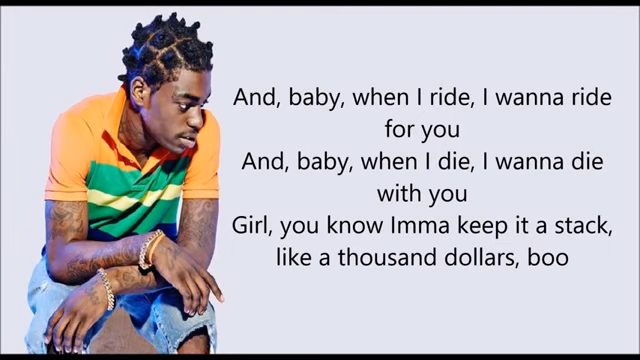 And, baby, when I ride, I wanna ride
for you
And, baby, when I die, I wanna die
with you
Girl, you know Imma keep it a stack,
like a thousand dollars, boo